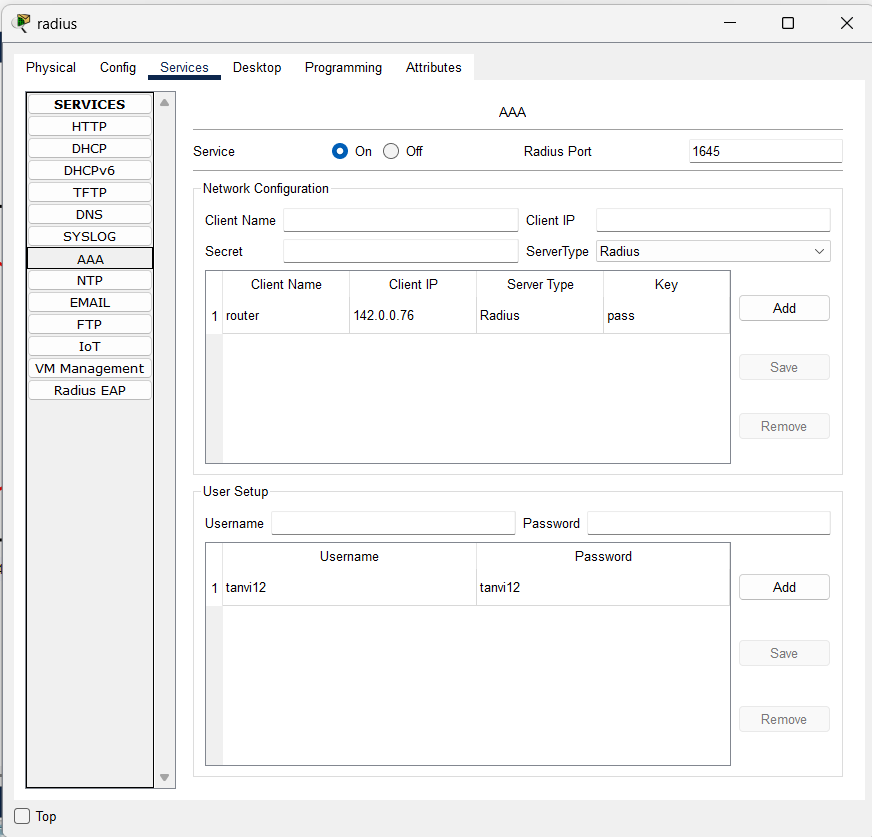 radius
Physical Config Services Desktop Programming Attributes
SERVICES
HTTP
DHCP
DHCPv6
TFTP
DNS
SYSLOG
AAA
NTP
EMAIL
FTP
IoT
VM Management
Radius EAP
AAA
Service On Off Radius Port 1645
Network Configuration
Client Name Client IP
Secret ServerType Radius
Client Name Client IP Server Type Key
1 router 142.0.0.76 Radius pass
Add
Save
Remove
User Setup
Username Password
Username Password
1 tanvi12 tanvi12
Add
Save
Remove
Top